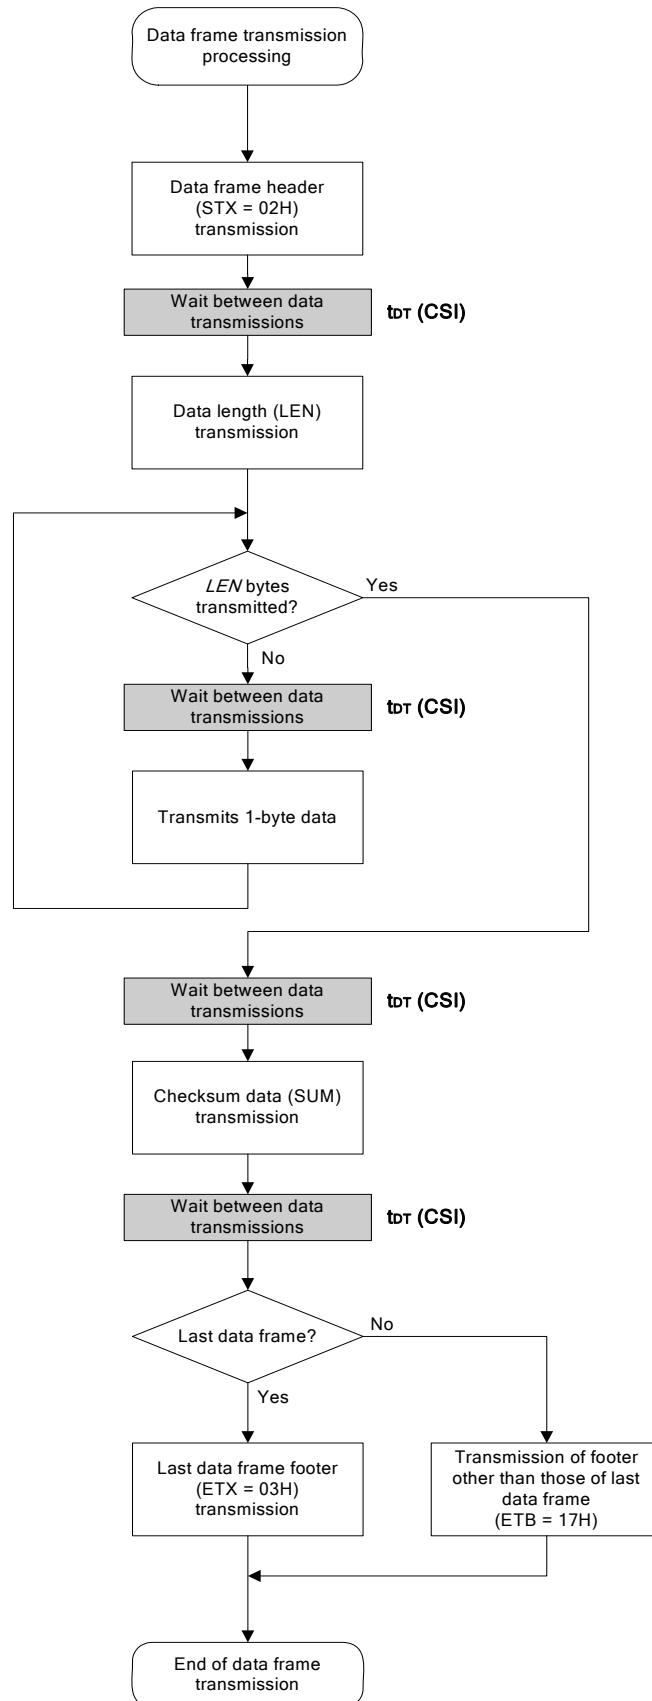 Data frame transmission
processing
Data frame header
(STX = 02H)
transmission
Wait between data
transmissions
tDT (CSI)
Data length (LEN)
transmission
LEN bytes
transmitted?
Yes
No
Wait between data
transmissions
tDT (CSI)
Transmits 1-byte data
Wait between data
transmissions
tDT (CSI)
Checksum data (SUM)
transmission
Wait between data
transmissions
tDT (CSI)
Last data frame?
No
Yes
Last data frame footer
(ETX = 03H)
transmission
Transmission of footer
other than those of last
data frame
(ETB = 17H)
End of data frame
transmission